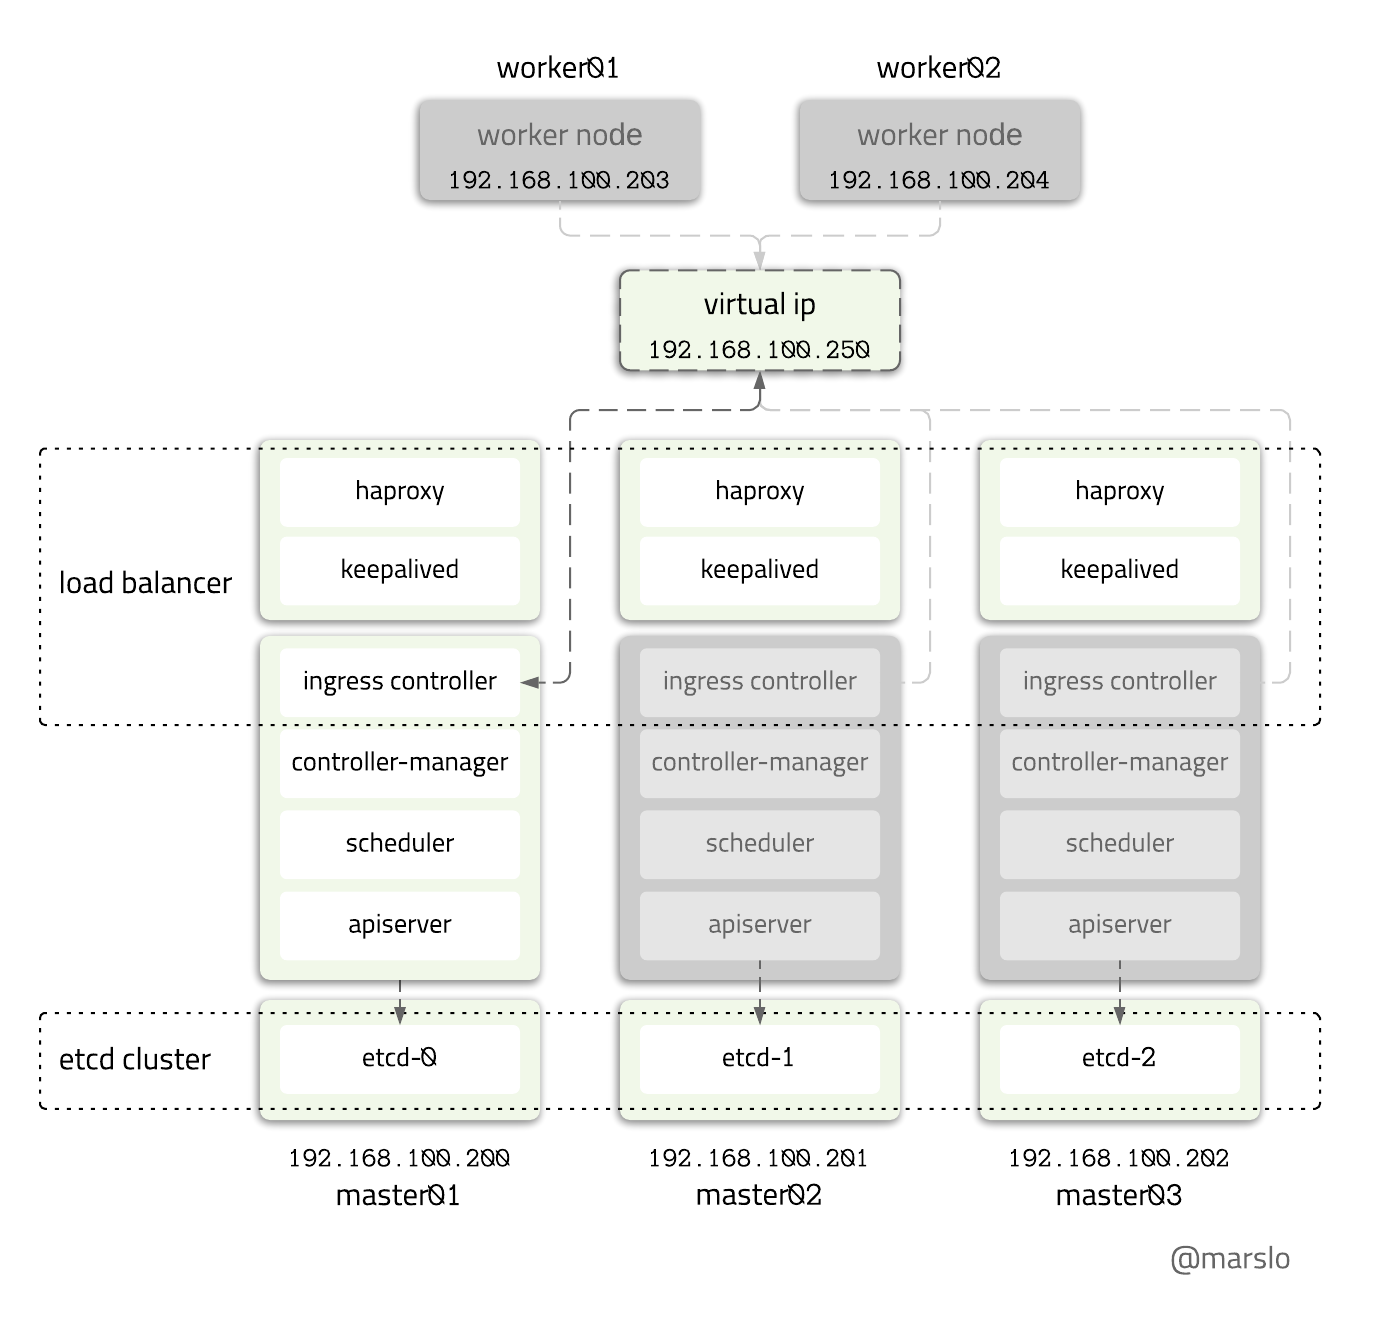 worker01
worker02
worker node
192.168.100.203
worker node
192.168.100.204
virtual ip
192.168.100.250
load balancer
haproxy
haproxy
haproxy
keepalived
keepalived
keepalived
ingress controller
ingress controller
ingress controller
controller-manager
controller-manager
controller-manager
scheduler
scheduler
scheduler
apiserver
apiserver
apiserver
etcd cluster
etcd-0
etcd-1
etcd-2
192.168.100.200
master01
192.168.100.201
master02
192.168.100.202
master03
@marslo